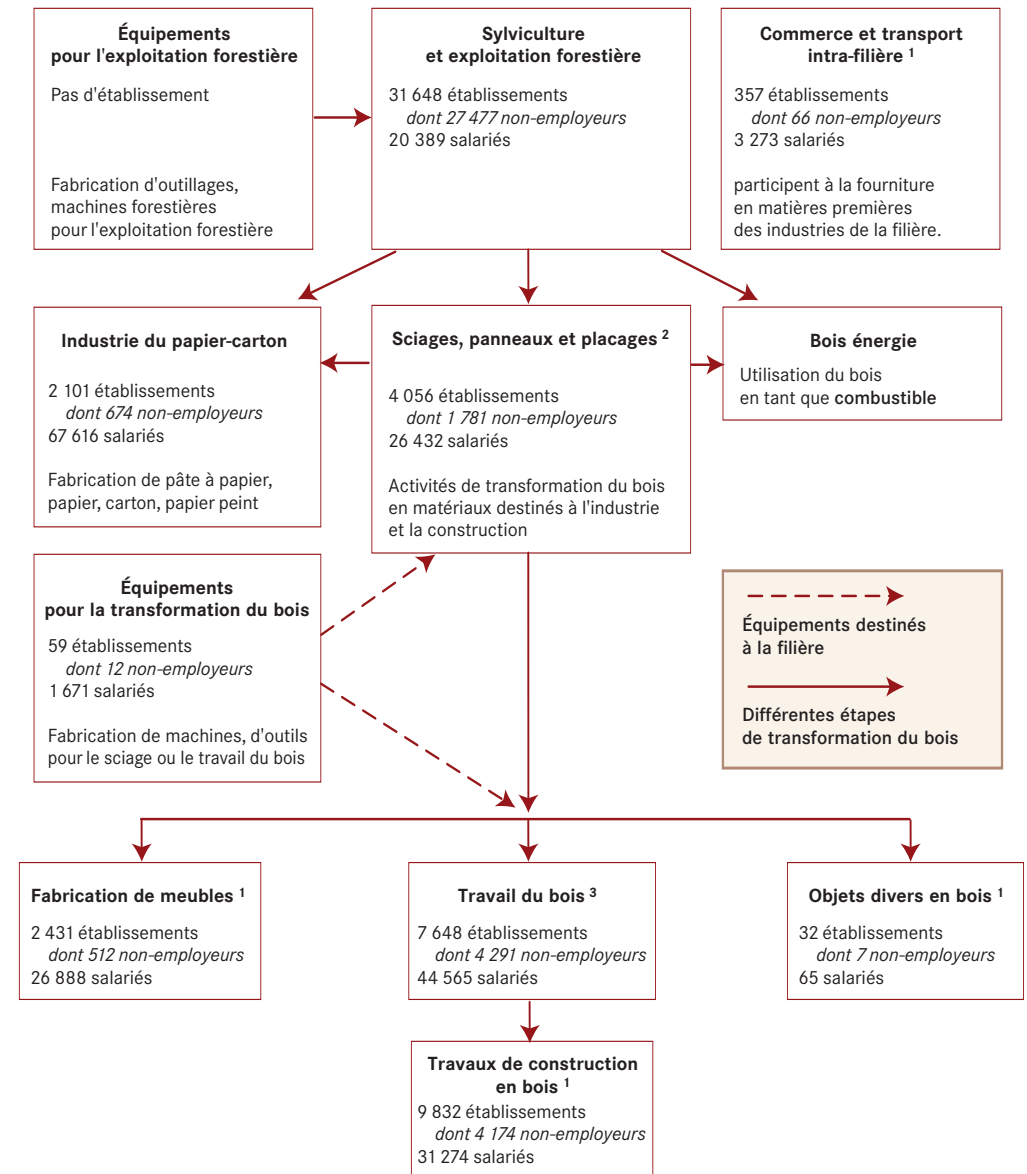 Équipements
pour l'exploitation forestière
Pas d'établissement
Fabrication d'outillages,
machines forestières
pour l'exploitation forestière
Sylviculture
et exploitation forestière
31 648 établissements
dont 27 477 non-employeurs
20 389 salariés
Commerce et transport
intra-filière ¹
357 établissements
dont 66 non-employeurs
3 273 salariés
participent à la fourniture
en matières premières
des industries de la filière.
Industrie du papier-carton
2 101 établissements
dont 674 non-employeurs
67 616 salariés
Fabrication de pâte à papier,
papier, carton, papier peint
Sciages, panneaux et placages ²
4 056 établissements
dont 1 781 non-employeurs
26 432 salariés
Activités de transformation du bois
en matériaux destinés à l'industrie
et la construction
Bois énergie
Utilisation du bois
en tant que combustible
Équipements
pour la transformation du bois
59 établissements
dont 12 non-employeurs
1 671 salariés
Fabrication de machines, d'outils
pour le sciage ou le travail du bois
Équipements destinés
à la filière
Différentes étapes
de transformation du bois
Fabrication de meubles ¹
2 431 établissements
dont 512 non-employeurs
26 888 salariés
Travail du bois ³
7 648 établissements
dont 4 291 non-employeurs
44 565 salariés
Objets divers en bois ¹
32 établissements
dont 7 non-employeurs
65 salariés
Travaux de construction
en bois ¹
9 832 établissements
dont 4 174 non-employeurs
31 274 salariés